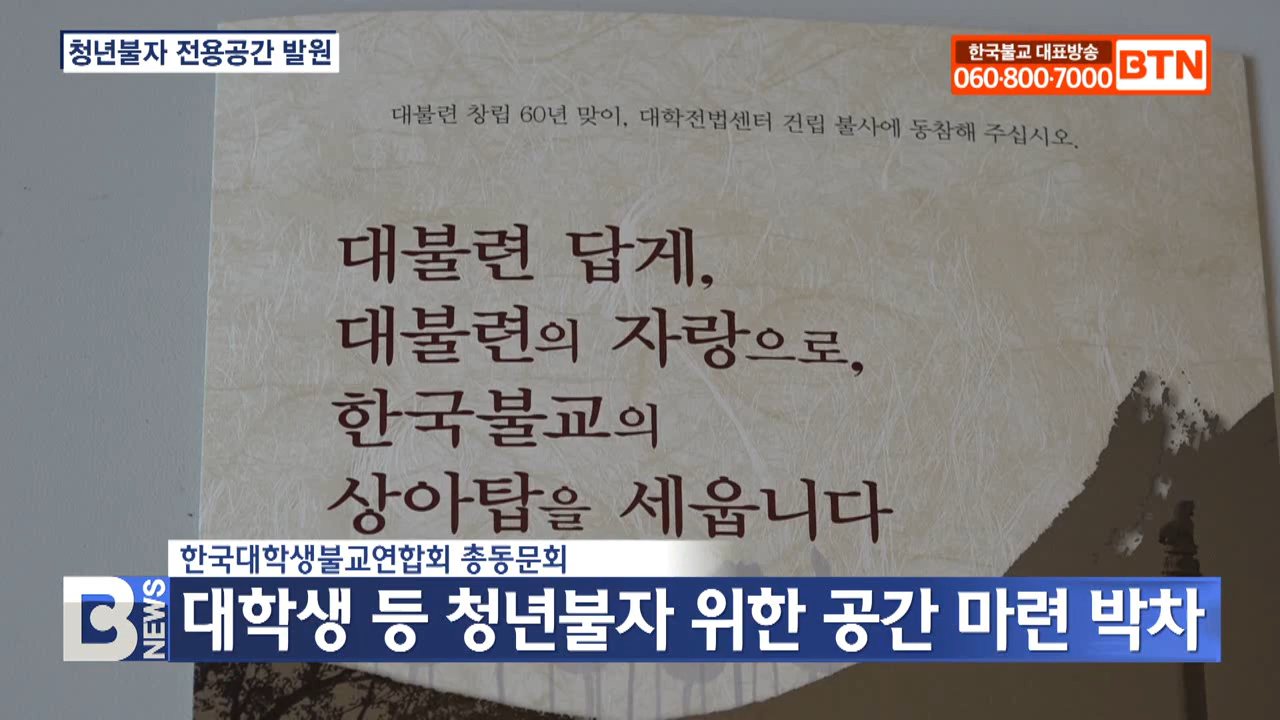 청년불자 전용공간 발원
한국불교 대표방송
060·800·7000
BTN
대불련 창립 60년 맞이, 대학전법센터 건립 불사에 동참해 주십시오.
대불련 답게,
대불련의 자랑으로,
한국불교의
상아탑을 세웁니다
한국대학생불교연합회 총동문회
B NEWS
대학생 등 청년불자 위한 공간 마련 박차